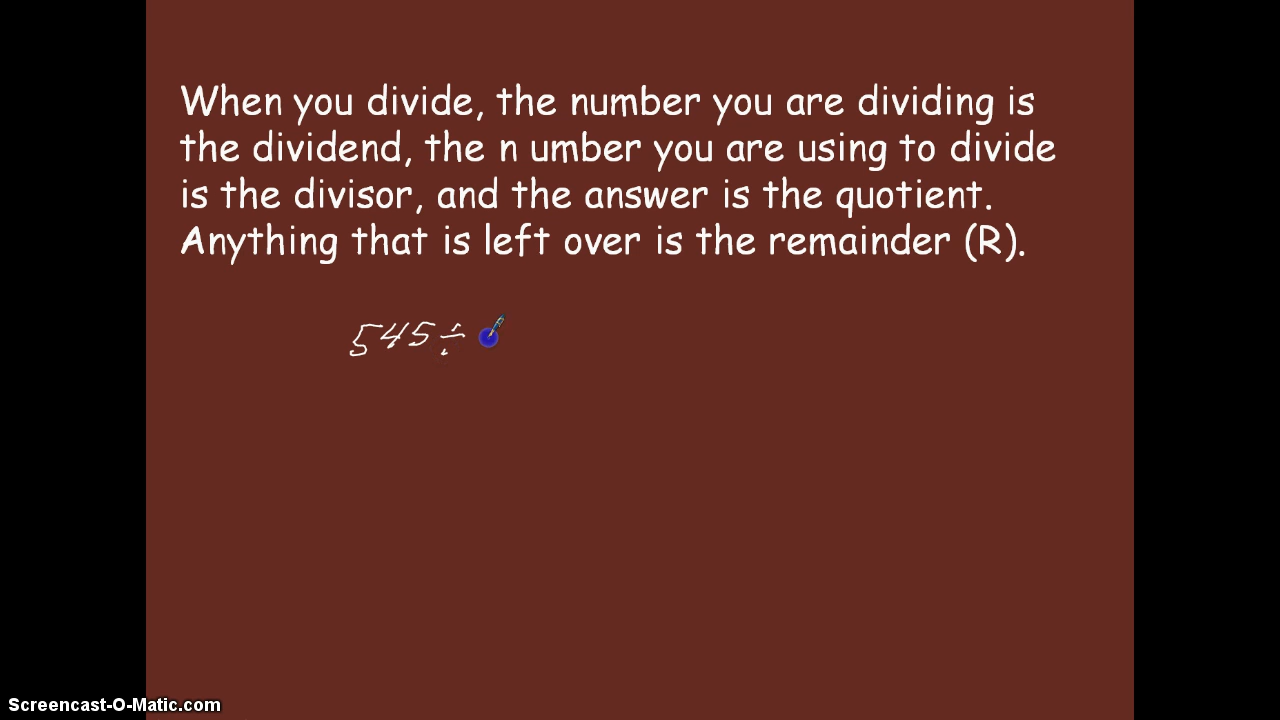 When you divide, the number you are dividing is
the dividend, the n umber you are using to divide
is the divisor, and the answer is the quotient.
Anything that is left over is the remainder (R).
545 ÷
Screencast-O-Matic.com